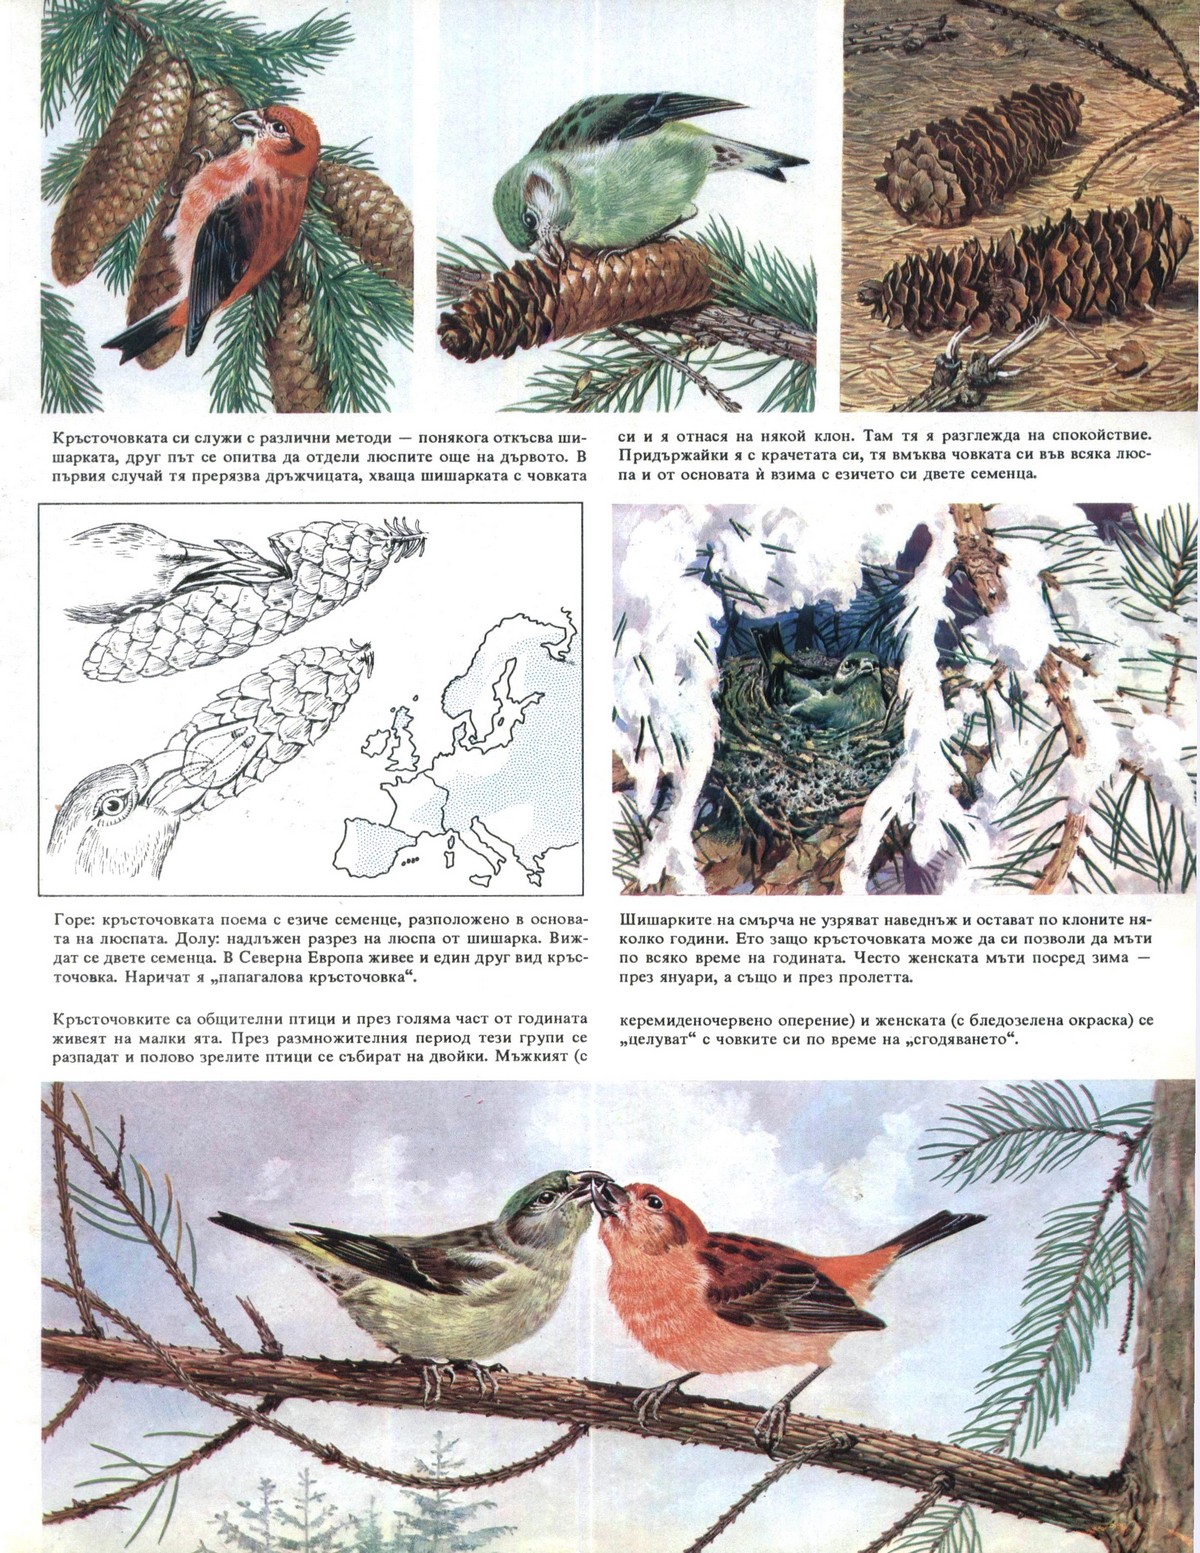 Кръсточовката си служи с различни методи — понякога откъсва ши-
шарката, друг път се опитва да отдели люспите още на дървото. В
първия случай тя прерязва дръжчицата, хваща шишарката с човката
си и я отнася на някой клон. Там тя я разглежда на спокойствие.
Придържайки я с крачетата си, тя вмъква човката си във всяка люс-
па и от основата ѝ взима с езичето си двете семенца.
Горе: кръсточовката поема с езиче семенце, разположено в основа-
та на люспата. Долу: надлъжен разрез на люспа от шишарка. Виж-
дат се двете семенца. В Северна Европа живее и един друг вид кръс-
точовка. Наричат я „папагалова кръсточовка“.
Шишарките на смърча не узряват наведнъж и остават по клоните ня-
колко години. Ето защо кръсточовката може да си позволи да мъти
по всяко време на годината. Често женската мъти посред зима —
през януари, а също и през пролетта.
Кръсточовките са общителни птици и през голяма част от годината
живеят на малки ята. През размножителния период тези групи се
разпадат и полово зрелите птици се събират на двойки. Мъжкият (с
керемиденочервено оперение) и женската (с бледозелена окраска) се
„целуват“ с човките си по време на „сгодяването“.